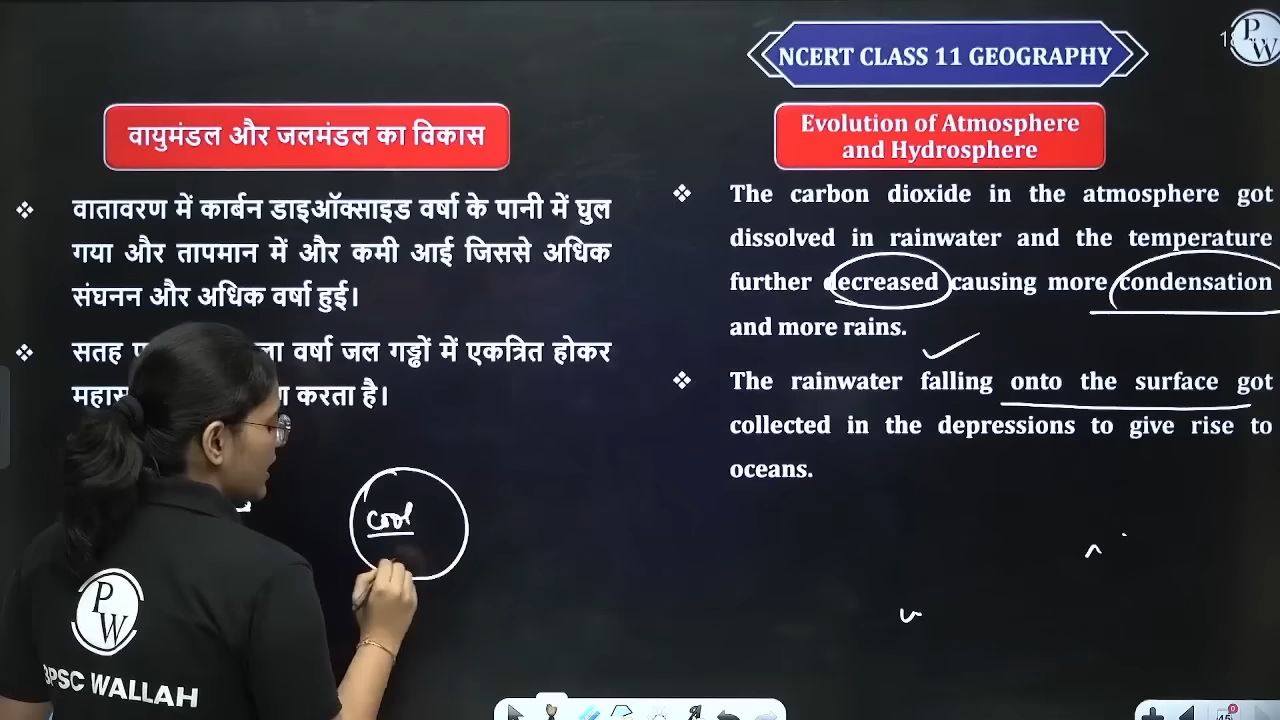 NCERT CLASS 11 GEOGRAPHY
PW
वायुमंडल और जलमंडल का विकास
Evolution of Atmosphere
and Hydrosphere
❖ वातावरण में कार्बन डाइऑक्साइड वर्षा के पानी में घुल
गया और तापमान में और कमी आई जिससे अधिक
संघनन और अधिक वर्षा हुई।
❖ सतह वर्षा जल गड्ढों में एकत्रित होकर
करता है।
❖ The carbon dioxide in the atmosphere got
dissolved in rainwater and the temperature
further decreased causing more condensation
and more rains.
❖ The rainwater falling onto the surface got
collected in the depressions to give rise to
oceans.
cool
PW
WALLAH